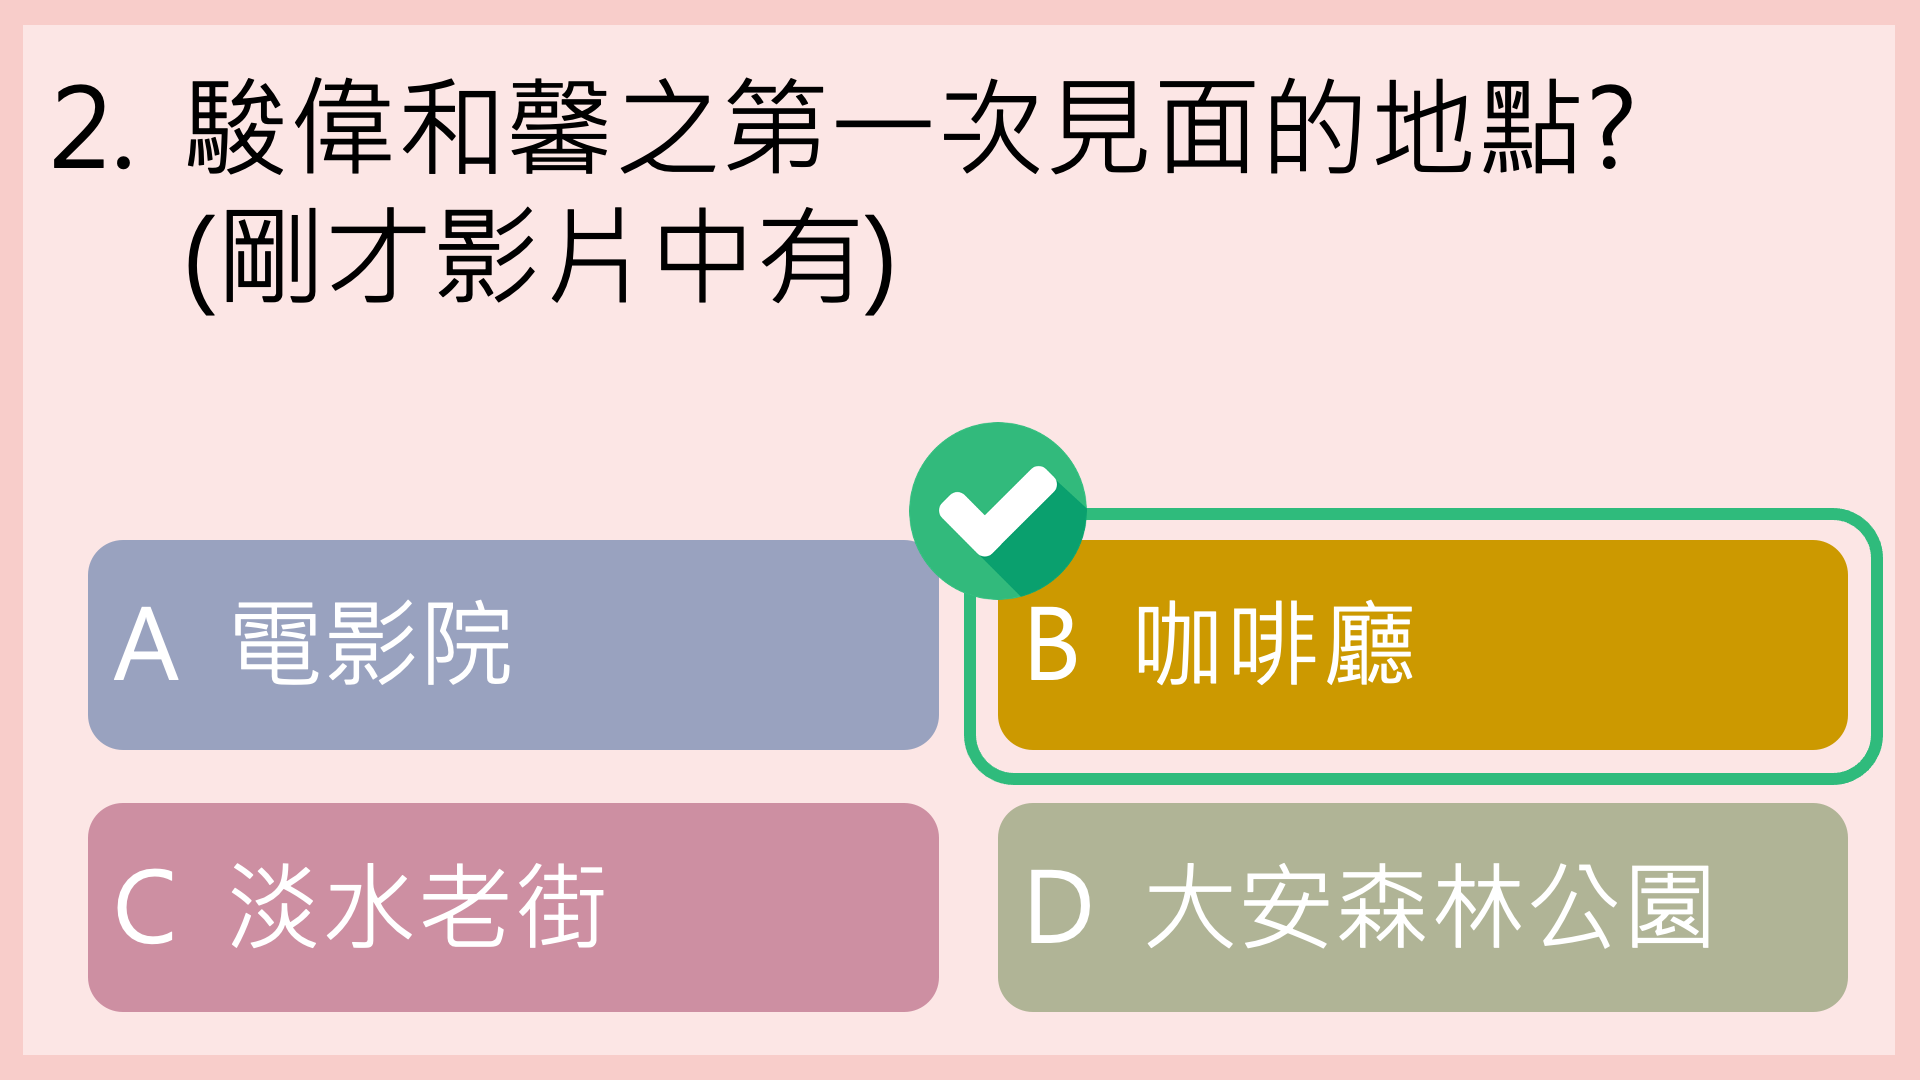 2. 駿偉和馨之第一次見面的地點?
(剛才影片中有)
A 電影院
B 咖啡廳
C 淡水老街
D 大安森林公園